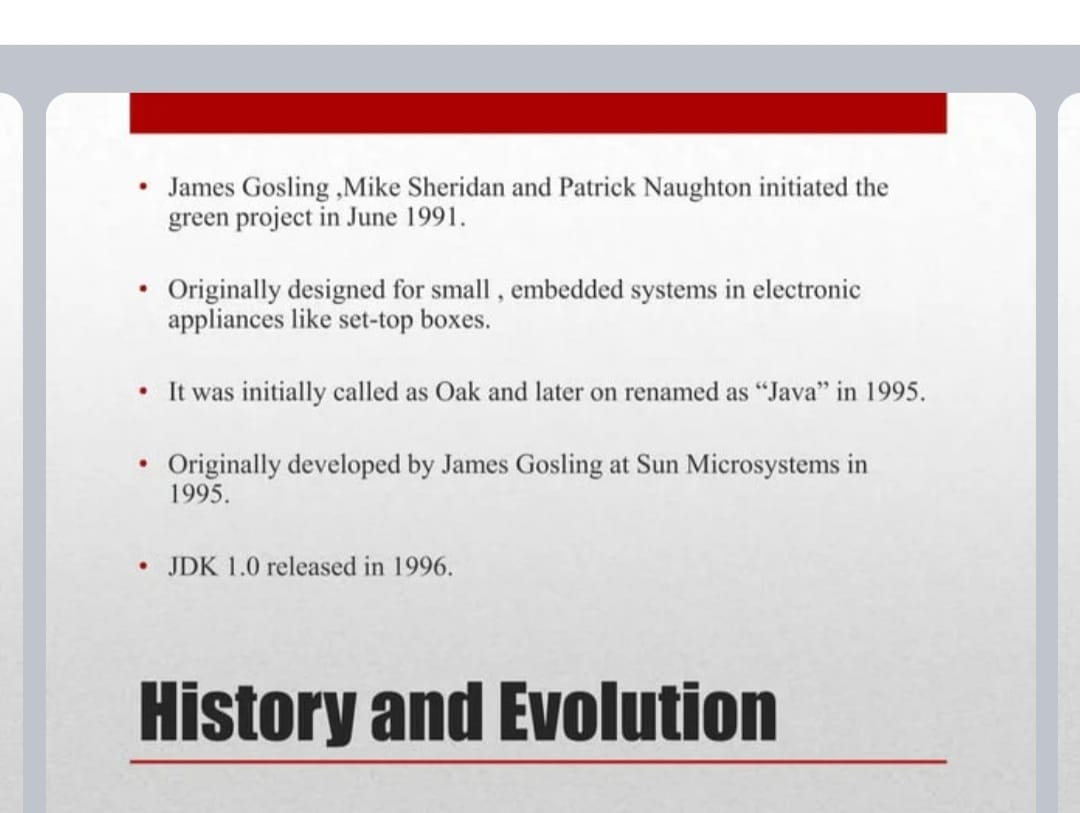 • James Gosling ,Mike Sheridan and Patrick Naughton initiated the
green project in June 1991.
• Originally designed for small , embedded systems in electronic
appliances like set-top boxes.
• It was initially called as Oak and later on renamed as “Java” in 1995.
• Originally developed by James Gosling at Sun Microsystems in
1995.
• JDK 1.0 released in 1996.
History and Evolution